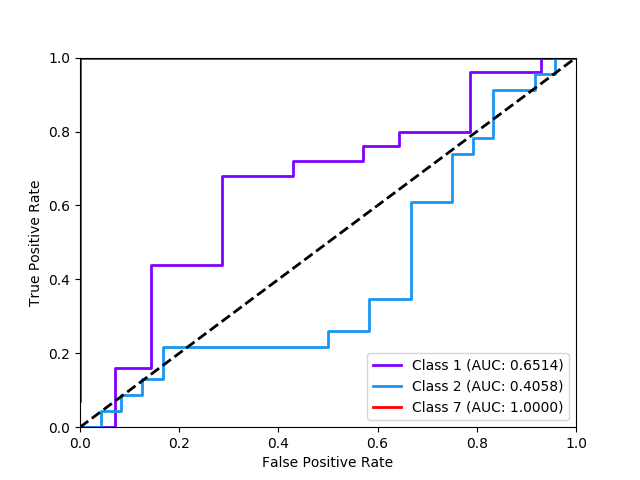 1.0
0.8
0.6
0.4
0.2
0.0
True Positive Rate
Class 1 (AUC: 0.6514)
Class 2 (AUC: 0.4058)
Class 7 (AUC: 1.0000)
0.0 0.2 0.4 0.6 0.8 1.0
False Positive Rate